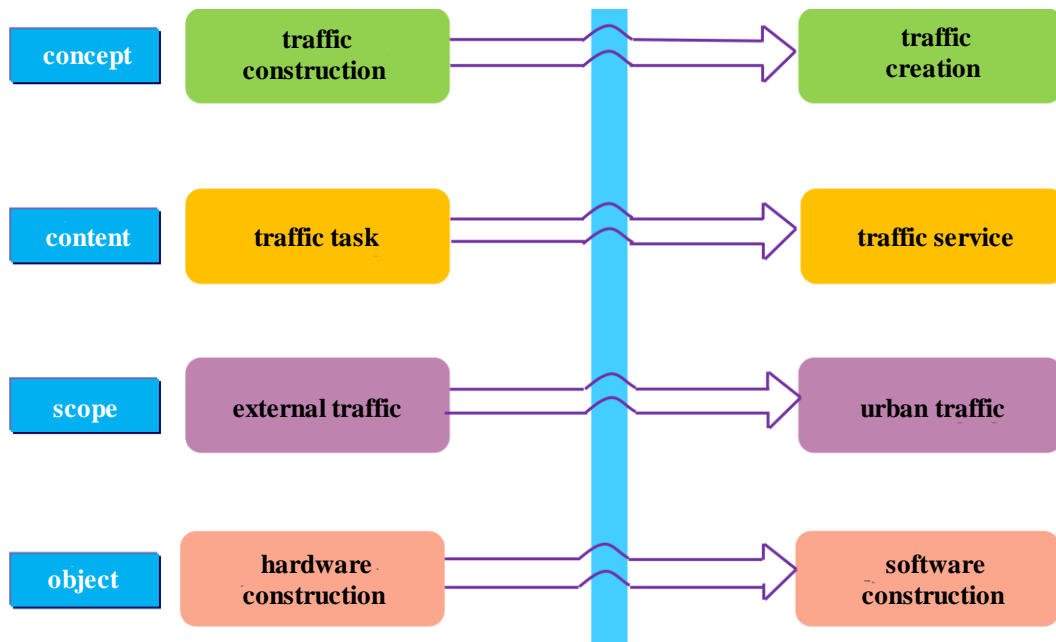 concept
traffic
construction
traffic
creation
content
traffic task
traffic service
scope
external traffic
urban traffic
object
hardware
construction
software
construction